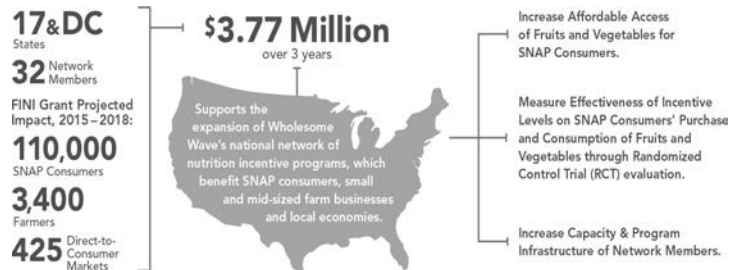 17 & DC
States
32 Network
Members
FINI Grant Projected
Impact, 2015–2018:
110,000
SNAP Consumers
3,400
Farmers
425 Direct-to-
Consumer
Markets
$3.77 Million
over 3 years
Supports the
expansion of Wholesome
Wave's national network of
nutrition incentive programs, which
benefit SNAP consumers, small
and mid-sized farm businesses
and local economies.
Increase Affordable Access
of Fruits and Vegetables for
SNAP Consumers.
Measure Effectiveness of Incentive
Levels on SNAP Consumers' Purchase
and Consumption of Fruits and
Vegetables through Randomized
Control Trial (RCT) evaluation.
Increase Capacity & Program
Infrastructure of Network Members.